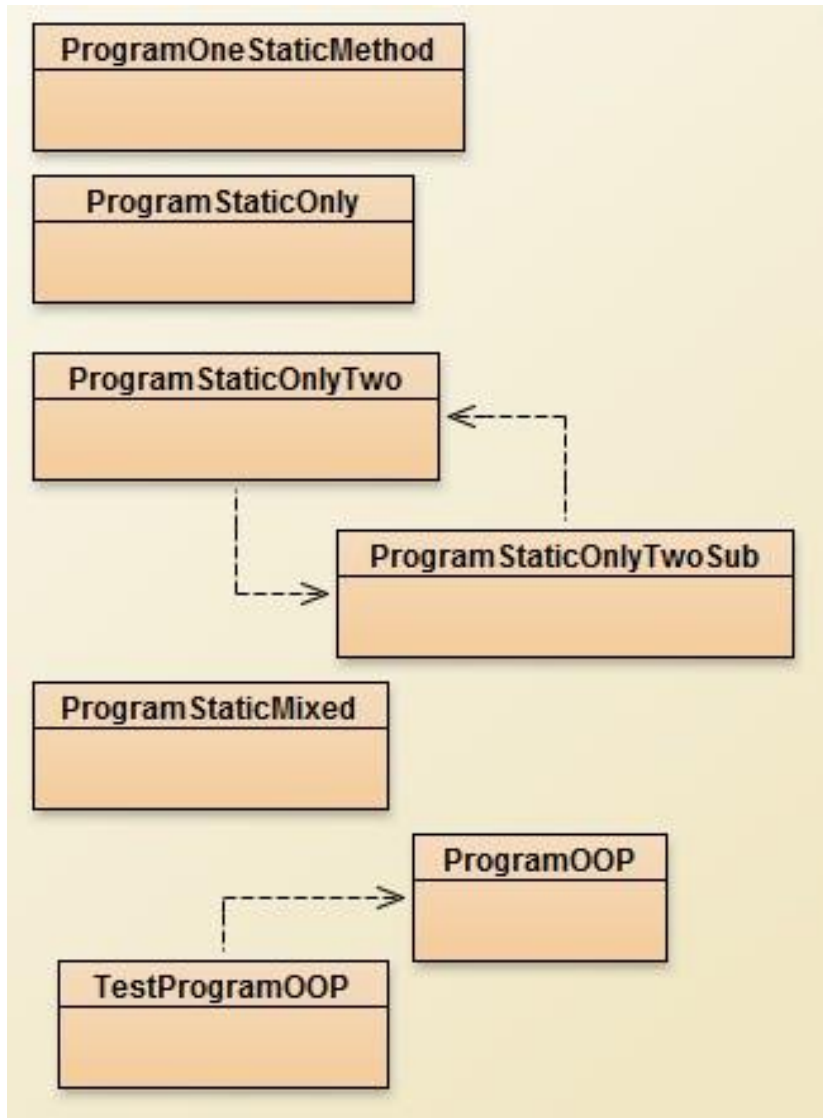 ProgramOneStaticMethod
ProgramStaticOnly
ProgramStaticOnlyTwo
ProgramStaticOnlyTwoSub
ProgramStaticMixed
ProgramOOP
TestProgramOOP